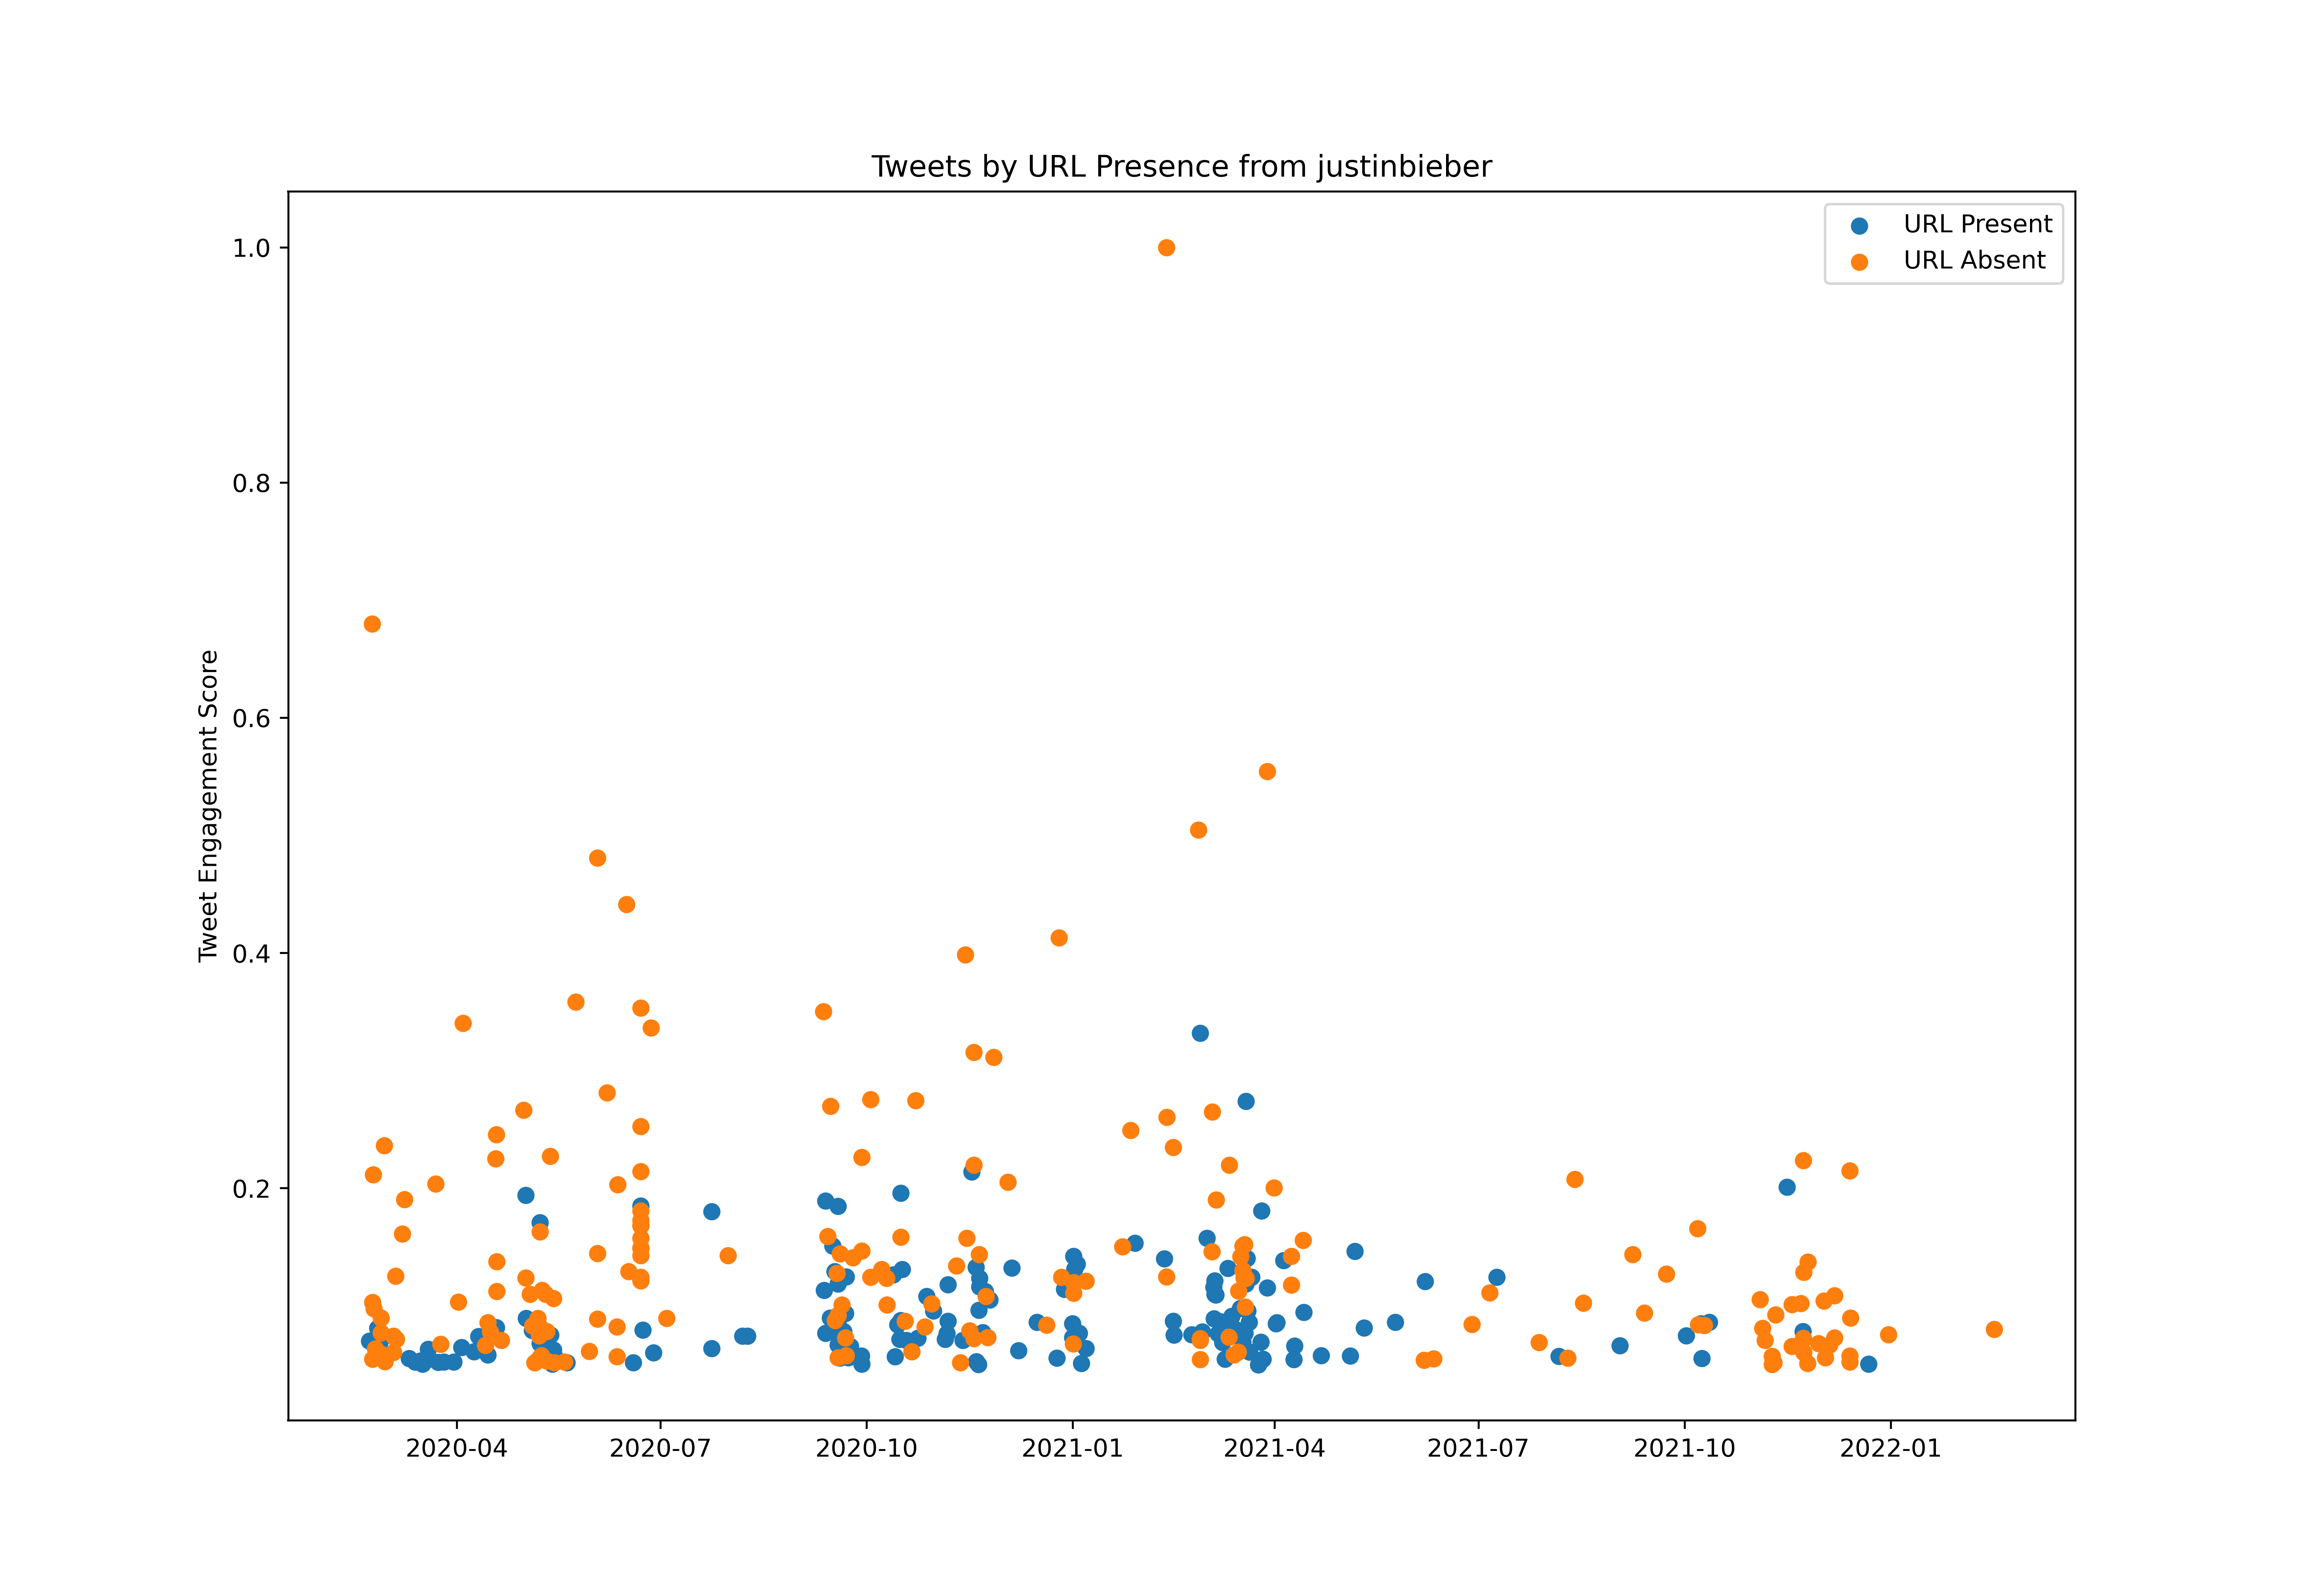 Tweets by URL Presence from justinbieber
URL Present
URL Absent
Tweet Engagement Score
1.0
0.8
0.6
0.4
0.2
2020-04 2020-07 2020-10 2021-01 2021-04 2021-07 2021-10 2022-01